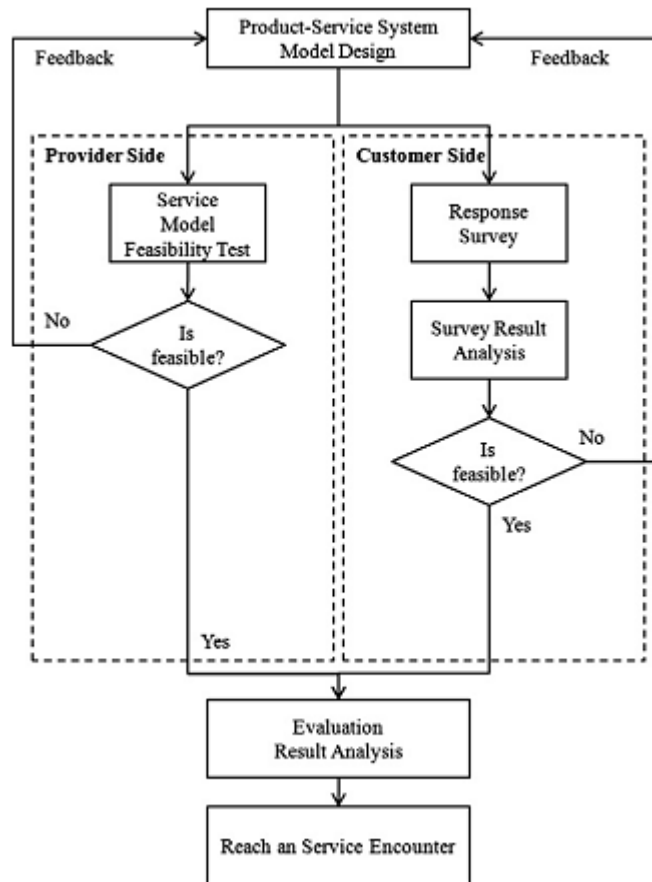 Product-Service System
Model Design
Feedback
Feedback
Provider Side
Customer Side
Service
Model
Feasibility Test
Response
Survey
No
Is
feasible?
Survey Result
Analysis
Is
feasible?
No
Yes
Yes
Evaluation
Result Analysis
Reach an Service Encounter